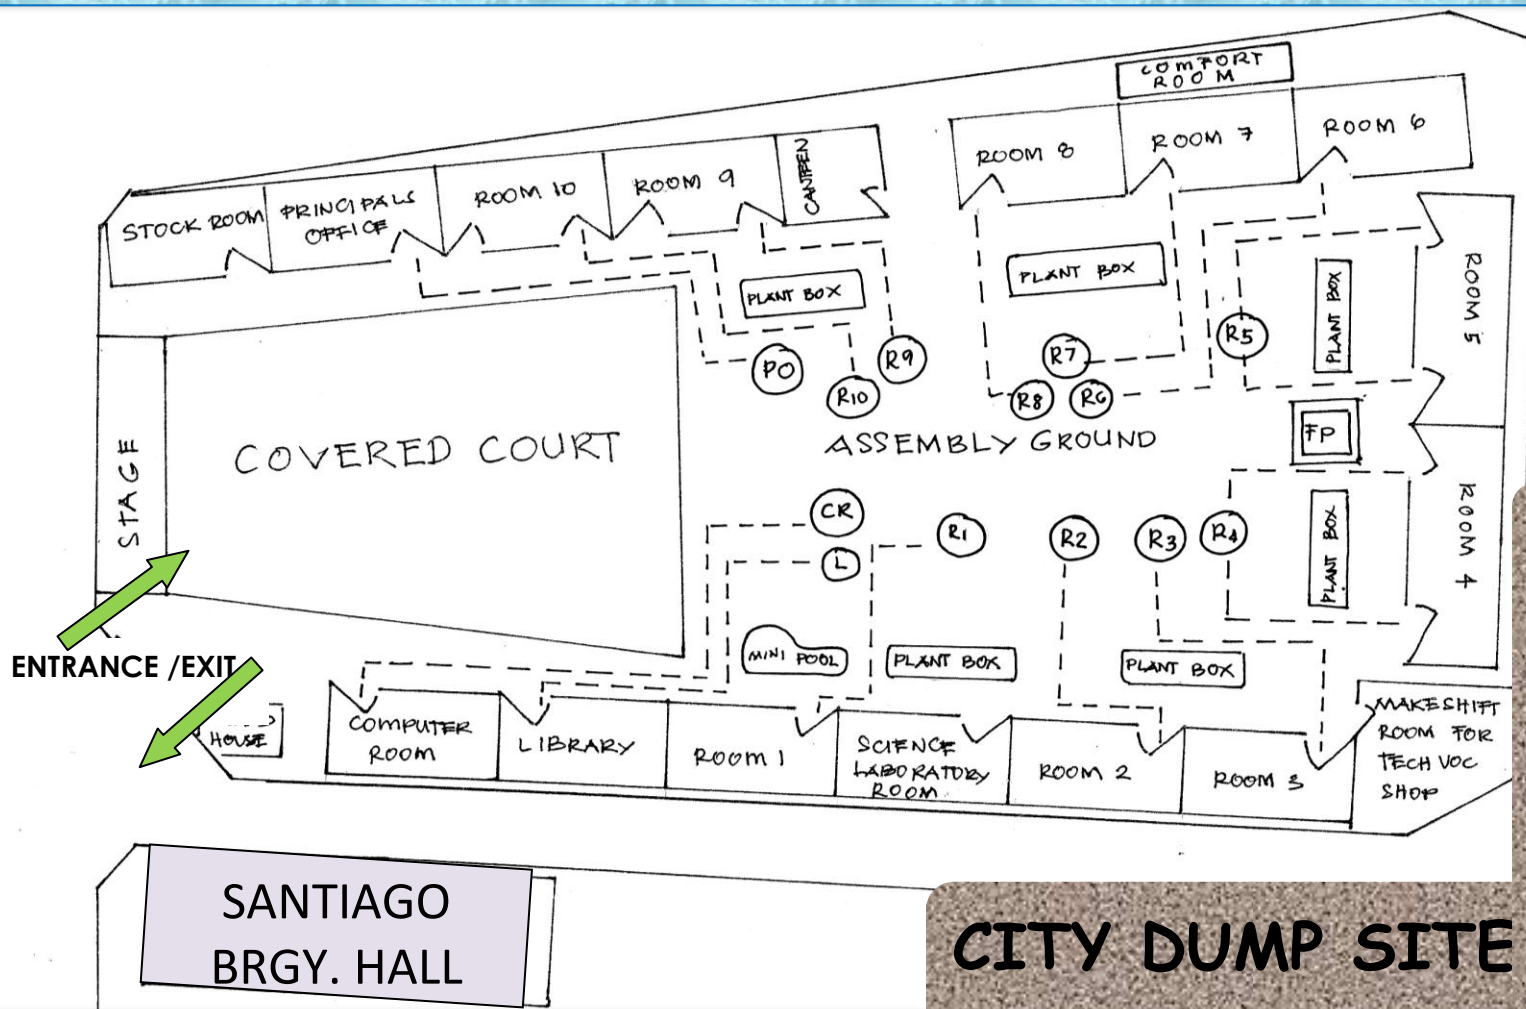 COMFORT
ROOM
ROOM 8
ROOM 7
ROOM 6
STOCK ROOM
PRINCIPALS
OFFICE
ROOM 10
ROOM 9
CANTEEN
PLANT BOX
PLANT BOX
PLANT BOX
ROOM 5
PO
R10
R9
R7
R8
R6
R5
FP
COVERED COURT
ASSEMBLY GROUND
STAGE
CR
L
R1
R2
R3
R4
PLANT BOX
ROOM 4
ENTRANCE /EXIT
MINI POOL
PLANT BOX
PLANT BOX
HOUSE
COMPUTER
ROOM
LIBRARY
ROOM 1
SCIENCE
LABORATORY
ROOM
ROOM 2
ROOM 3
MAKESHIFT
ROOM FOR
TECH VOC
SHOP
SANTIAGO
BRGY. HALL
CITY DUMP SITE